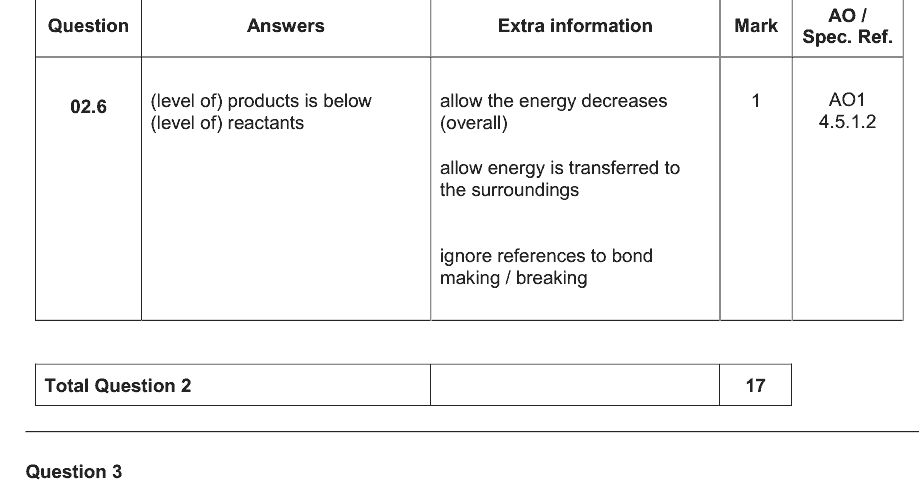 Question Answers Extra information Mark AO /
Spec. Ref.
02.6 (level of) products is below
(level of) reactants
allow the energy decreases
(overall)
allow energy is transferred to
the surroundings
ignore references to bond
making / breaking
1
AO1
4.5.1.2
Total Question 2 17
Question 3